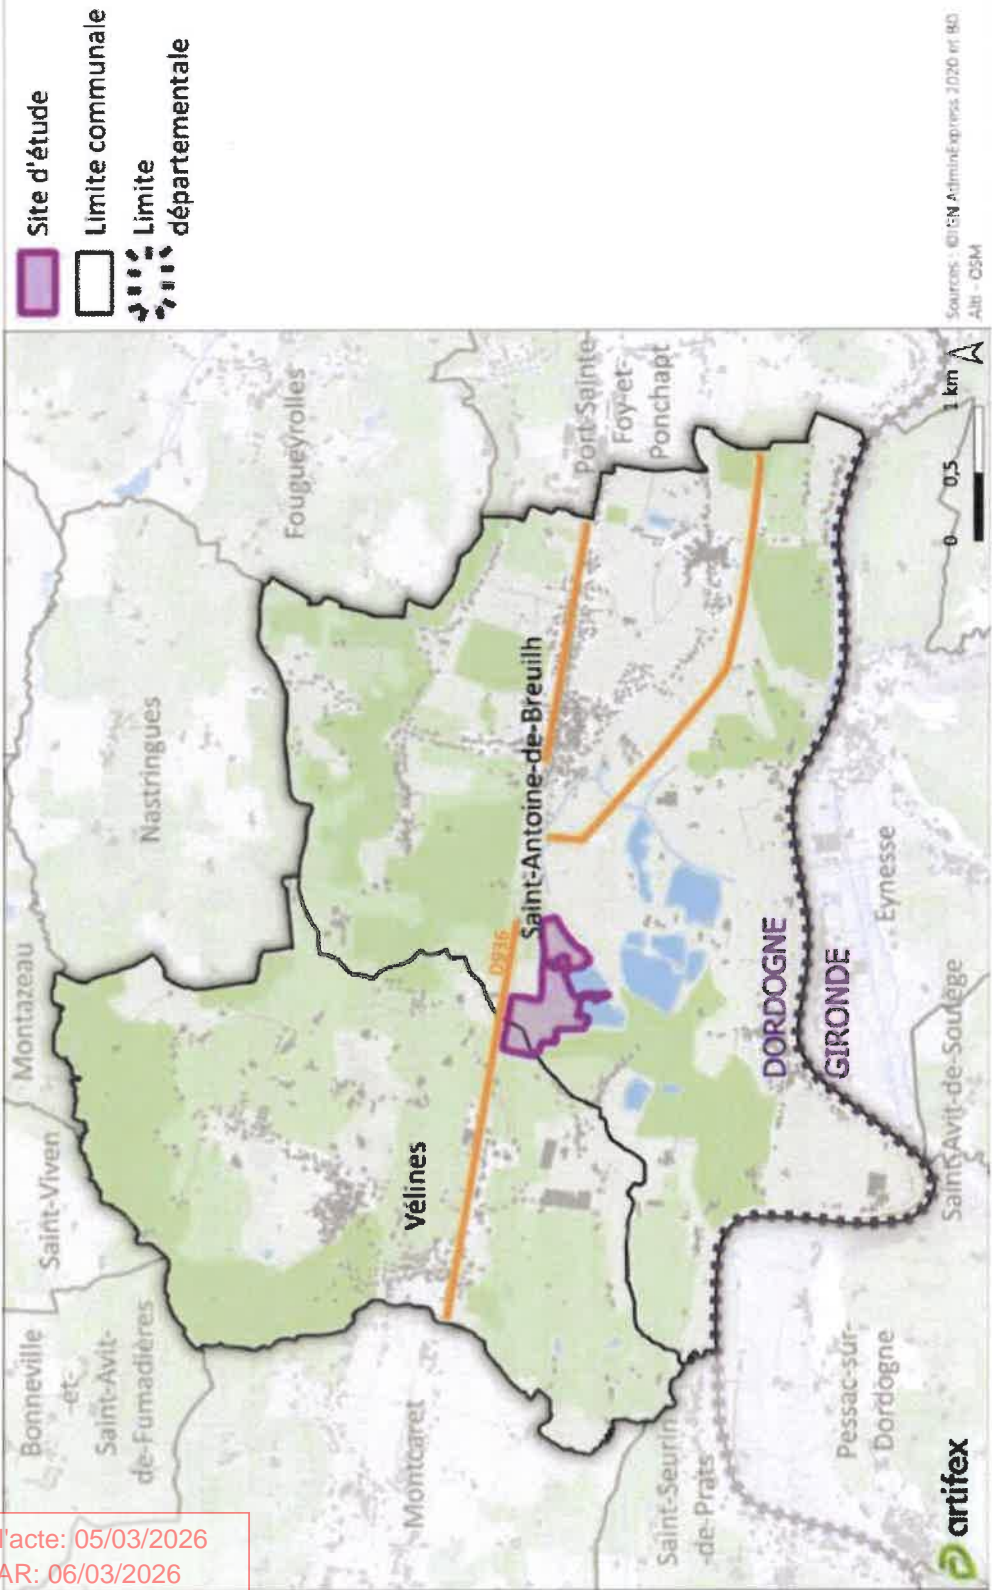 Bonneville
-et-
Saint-Avit-
de-Fumadières
Saint-Viven
Montazeau
Nastringues
Fougueyrolles
Montcaret
Vélines
D936
Saint-Antoine-de-Breuilh
Port-Sainte-
Foy-et-
Ponchapt
Saint-Seurin
-de-Prats
Pessac-sur-
Dordogne
DORDOGNE
GIRONDE
Eynesse
Saint-Avit-de-Soulège
0
0,5
1 km
artifex
Site d'étude
Limite communale
Limite
départementale
Sources : ©IGN AdminExpress 2020 et BD
Alti - OSM
l'acte: 05/03/2026
AR: 06/03/2026